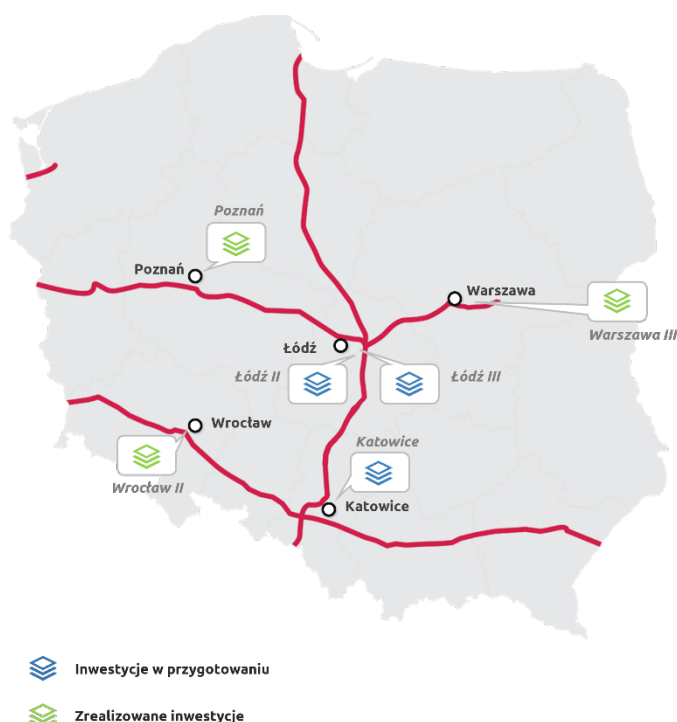 Poznań
Poznań
Warszawa
Warszawa III
Łódź
Łódź II
Łódź III
Wrocław
Katowice
Wrocław II
Katowice
Inwestycje w przygotowaniu
Zrealizowane inwestycje